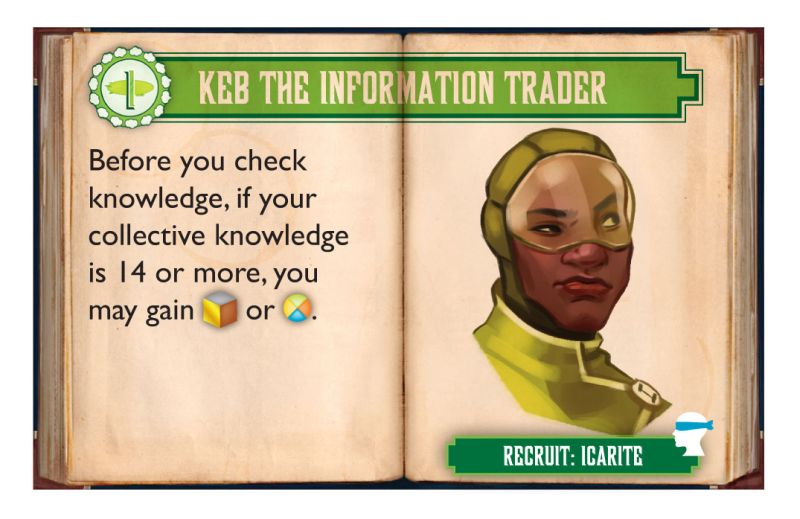 KEB THE INFORMATION TRADER
Before you check
knowledge, if your
collective knowledge
is 14 or more, you
may gain or .
RECRUIT: ICARITE